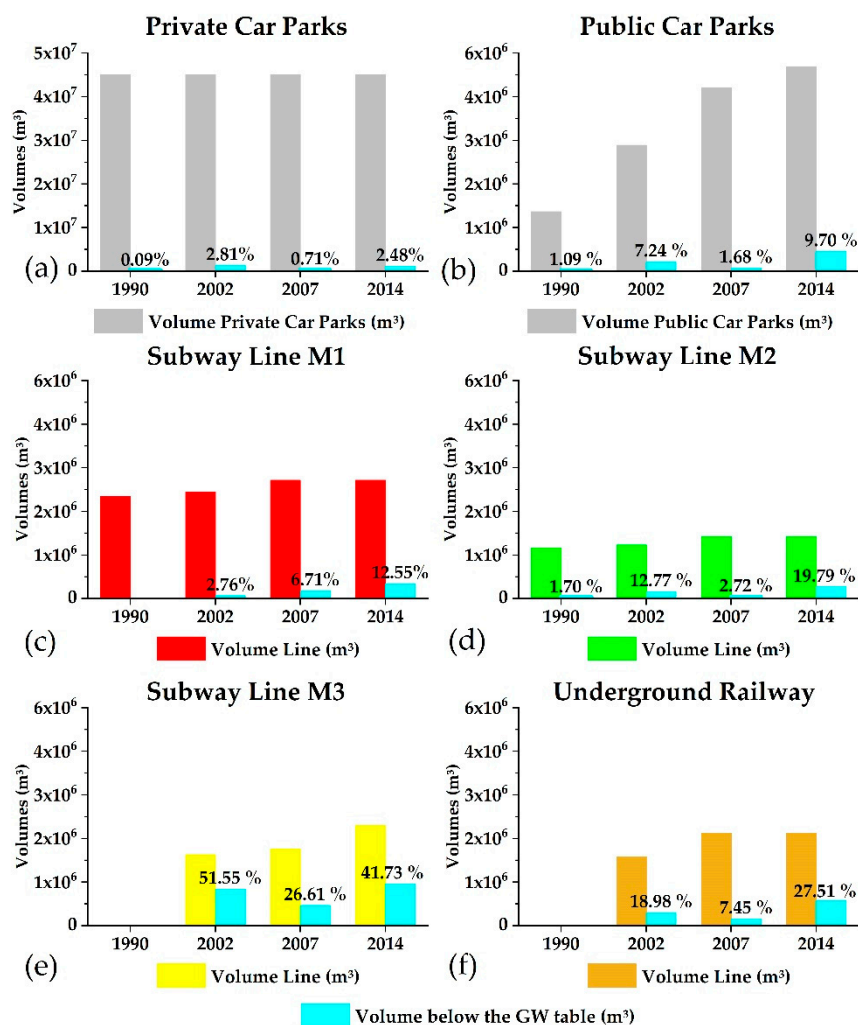 Private Car Parks
Volumes (m³)
5x10⁷
4x10⁷
3x10⁷
2x10⁷
1x10⁷
0
0.09%
2.81%
0.71%
2.48%
1990
2002
2007
2014
(a)
Volume Private Car Parks (m³)
Public Car Parks
Volumes (m³)
6x10⁶
4x10⁶
3x10⁶
2x10⁶
1x10⁶
0
1.09 %
7.24 %
1.68 %
9.70 %
1990
2002
2007
2014
(b)
Volume Public Car Parks (m³)
Subway Line M1
Volumes (m³)
6x10⁶
4x10⁶
3x10⁶
2x10⁶
1x10⁶
0
2.76%
6.71%
12.55%
1990
2002
2007
2014
(c)
Volume Line (m³)
Subway Line M2
Volumes (m³)
6x10⁶
4x10⁶
3x10⁶
2x10⁶
1x10⁶
0
1.70 %
12.77 %
2.72 %
19.79 %
1990
2002
2007
2014
(d)
Volume Line (m³)
Subway Line M3
Volumes (m³)
6x10⁶
4x10⁶
3x10⁶
2x10⁶
1x10⁶
0
51.55 %
26.61 %
41.73 %
1990
2002
2007
2014
(e)
Volume Line (m³)
Underground Railway
Volumes (m³)
6x10⁶
4x10⁶
3x10⁶
2x10⁶
1x10⁶
0
18.98 %
7.45 %
27.51 %
1990
2002
2007
2014
(f)
Volume Line (m³)
Volume below the GW table (m³)